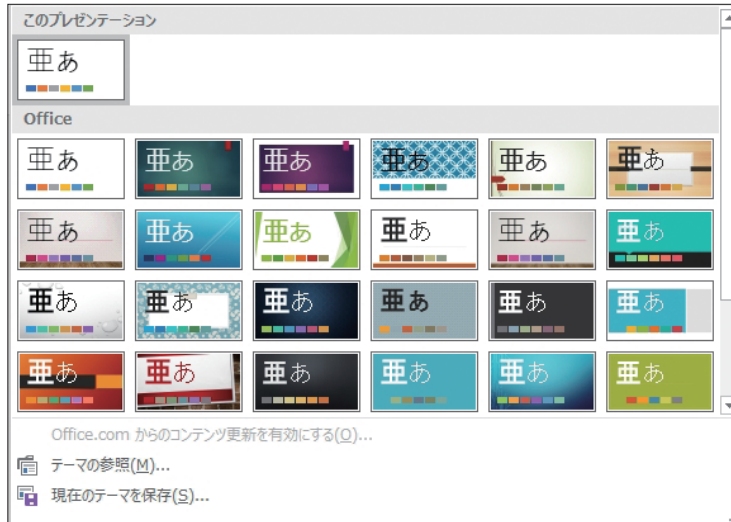 このプレゼンテーション
亜あ
Office
亜あ 亜あ 亜あ 亜あ 亜あ 亜あ
亜あ 亜あ 亜あ 亜あ 亜あ 亜あ
亜あ 亜あ 亜あ 亜あ 亜あ 亜あ
亜あ 亜あ 亜あ 亜あ 亜あ 亜あ
Office.com からのコンテンツ更新を有効にする(O)...
テーマの参照(M)...
現在のテーマを保存(S)...